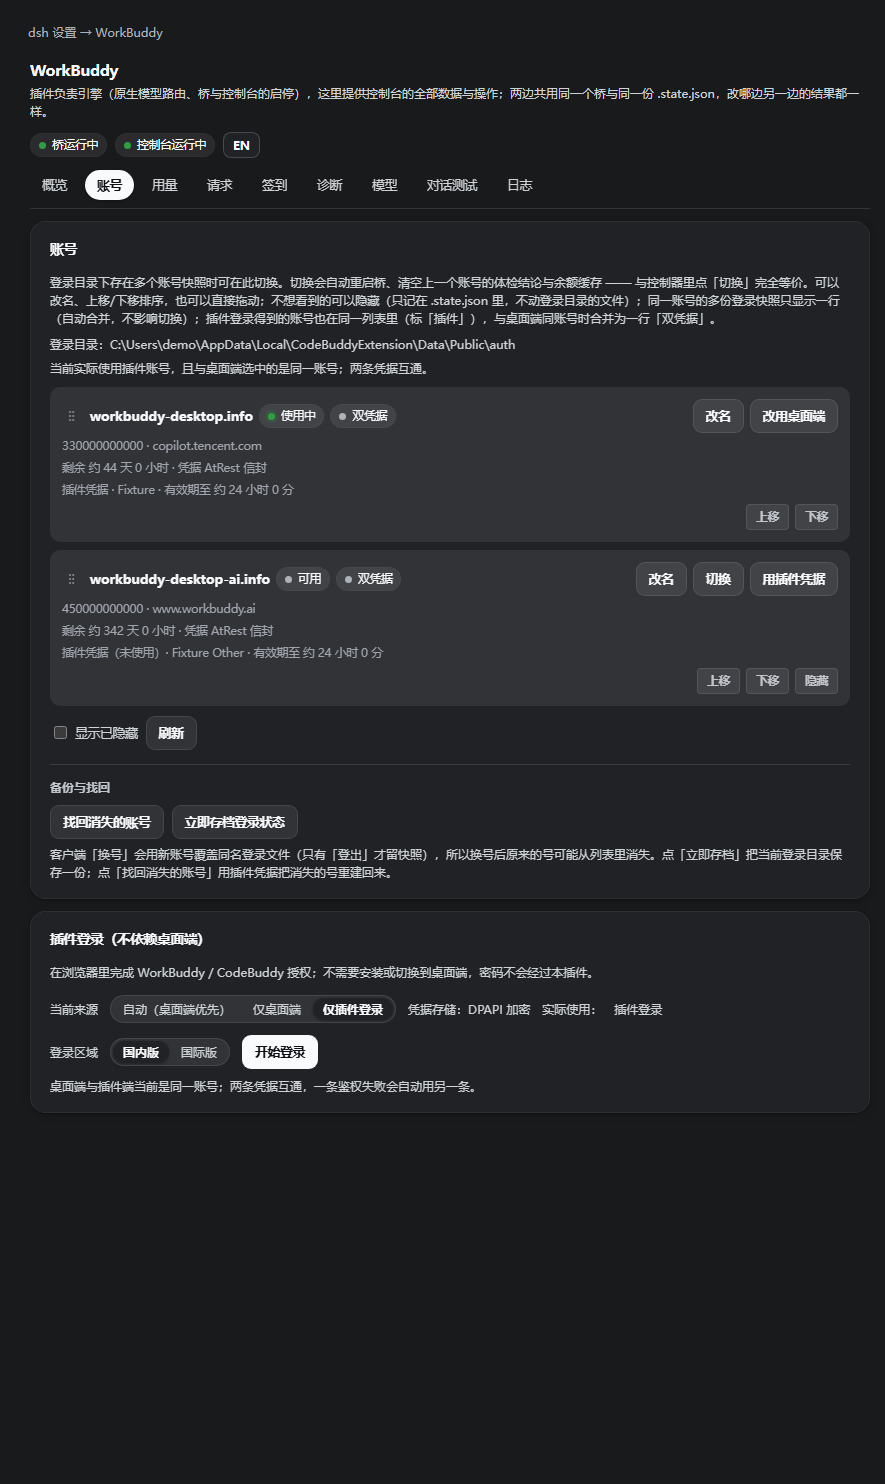 dsh 设置 → WorkBuddy
WorkBuddy
插件负责引擎（原生模型路由、桥与控制台的启停），这里提供控制台的全部数据与操作；两边共用同一个桥与同一份 .state.json，改哪边另一边的结果都一
样。
桥运行中 控制台运行中 EN
概览 账号 用量 请求 签到 诊断 模型 对话测试 日志
账号
登录目录下存在多个账号快照时可在此切换。切换会自动重启桥、清空上一个账号的体检结论与余额缓存 —— 与控制器里点「切换」完全等价。可以
改名、上移/下移排序，也可以直接拖动；不想看到的可以隐藏（只记在 .state.json 里，不动登录目录的文件）；同一账号的多份登录快照只显示一行
（自动合并，不影响切换）；插件登录得到的账号也在同一列表里（标「插件」），与桌面端同账号时合并为一行「双凭据」。
登录目录：C:\Users\demo\AppData\Local\CodeBuddyExtension\Data\Public\auth
当前实际使用插件账号，且与桌面端选中的是同一账号；两条凭据互通。
workbuddy-desktop.info 使用中 双凭据 改名 改用桌面端
330000000000 · copilot.tencent.com
剩余 约 44 天 0 小时 · 凭据 AtRest 信封
插件凭据 · Fixture · 有效期至 约 24 小时 0 分
上移 下移
workbuddy-desktop-ai.info 可用 双凭据 改名 切换 用插件凭据
450000000000 · www.workbuddy.ai
剩余 约 342 天 0 小时 · 凭据 AtRest 信封
插件凭据（未使用）· Fixture Other · 有效期至 约 24 小时 0 分
上移 下移 隐藏
显示已隐藏 刷新
备份与找回
找回消失的账号 立即存档登录状态
客户端「换号」会用新账号覆盖同名登录文件（只有「登出」才留快照），所以换号后原来的号可能从列表里消失。点「立即存档」把当前登录目录保
存一份；点「找回消失的账号」用插件凭据把消失的号重建回来。
插件登录（不依赖桌面端）
在浏览器里完成 WorkBuddy / CodeBuddy 授权；不需要安装或切换到桌面端，密码不会经过本插件。
当前来源 自动（桌面端优先） 仅桌面端 仅插件登录 凭据存储：DPAPI 加密 实际使用： 插件登录
登录区域 国内版 国际版 开始登录
桌面端与插件端当前是同一账号；两条凭据互通，一条鉴权失败会自动用另一条。